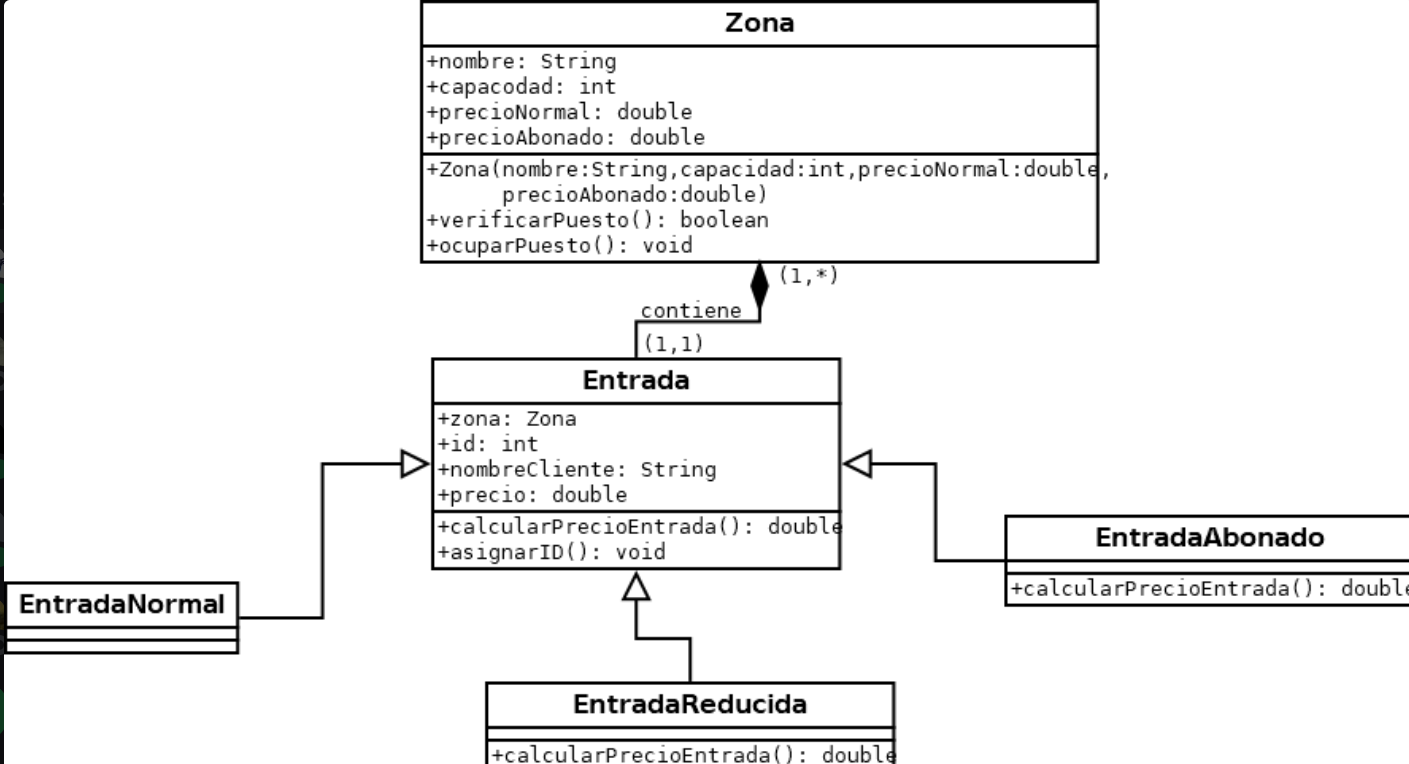 Zona
+nombre: String
+capacodad: int
+precioNormal: double
+precioAbonado: double
+Zona(nombre:String,capacidad:int,precioNormal:double,
precioAbonado:double)
+verificarPuesto(): boolean
+ocuparPuesto(): void
(1,*)
contiene
(1,1)
Entrada
+zona: Zona
+id: int
+nombreCliente: String
+precio: double
+calcularPrecioEntrada(): double
+asignarID(): void
EntradaAbonado
+calcularPrecioEntrada(): double
EntradaNormal
EntradaReducida
+calcularPrecioEntrada(): double